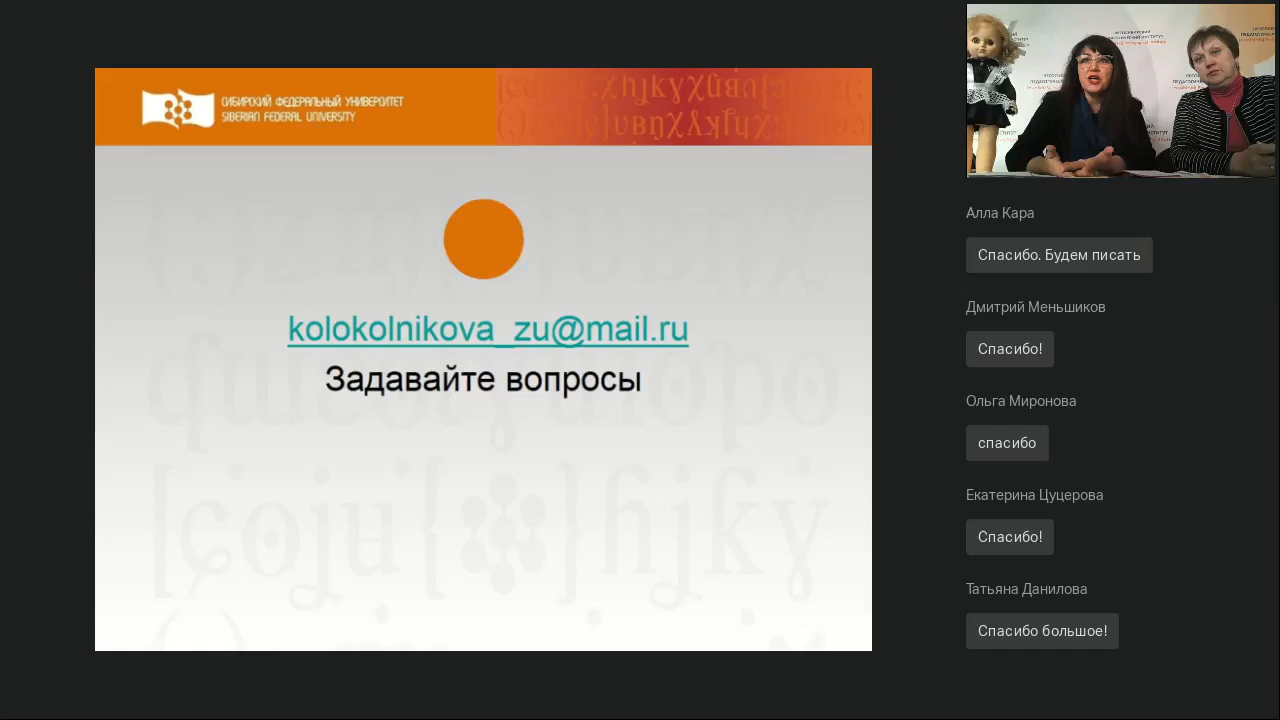 СИБИРСКИЙ ФЕДЕРАЛЬНЫЙ УНИВЕРСИТЕТ
SIBERIAN FEDERAL UNIVERSITY
kolokolnikova_zu@mail.ru
Задавайте вопросы
Алла Кара
Спасибо. Будем писать
Дмитрий Меньшиков
Спасибо!
Ольга Миронова
спасибо
Екатерина Цуцерова
Спасибо!
Татьяна Данилова
Спасибо большое!